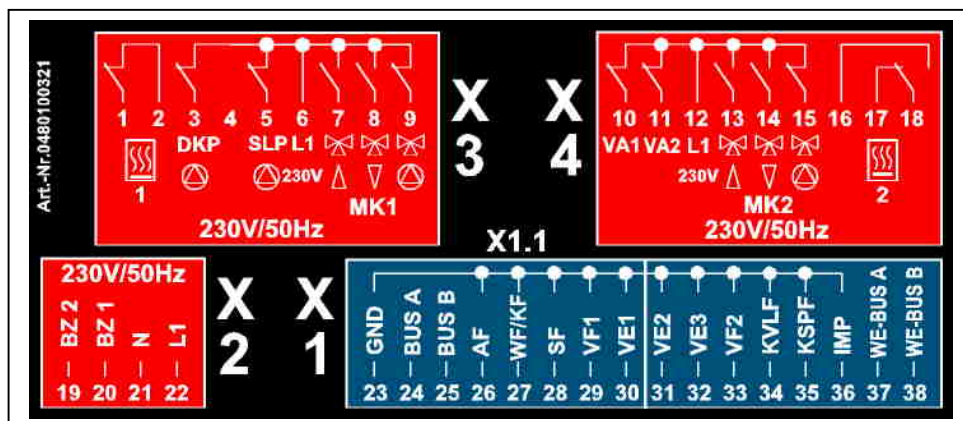 Art.-Nr.0480100321
1 2 3 4 5 6 7 8 9
DKP SLP L1
230V
1
MK1
230V/50Hz
X
3
X
4
10 11 12 13 14 15 16 17 18
VA1 VA2 L1
230V
2
MK2
230V/50Hz
X1.1
230V/50Hz
BZ 2
BZ 1
N
L1
19 20 21 22
X
2
X
1
GND
BUS A
BUS B
AF
WF/KF
SF
VF1
VE1
VE2
VE3
VF2
KVLF
KSPF
IMP
WE-BUS A
WE-BUS B
23 24 25 26 27 28 29 30 31 32 33 34 35 36 37 38